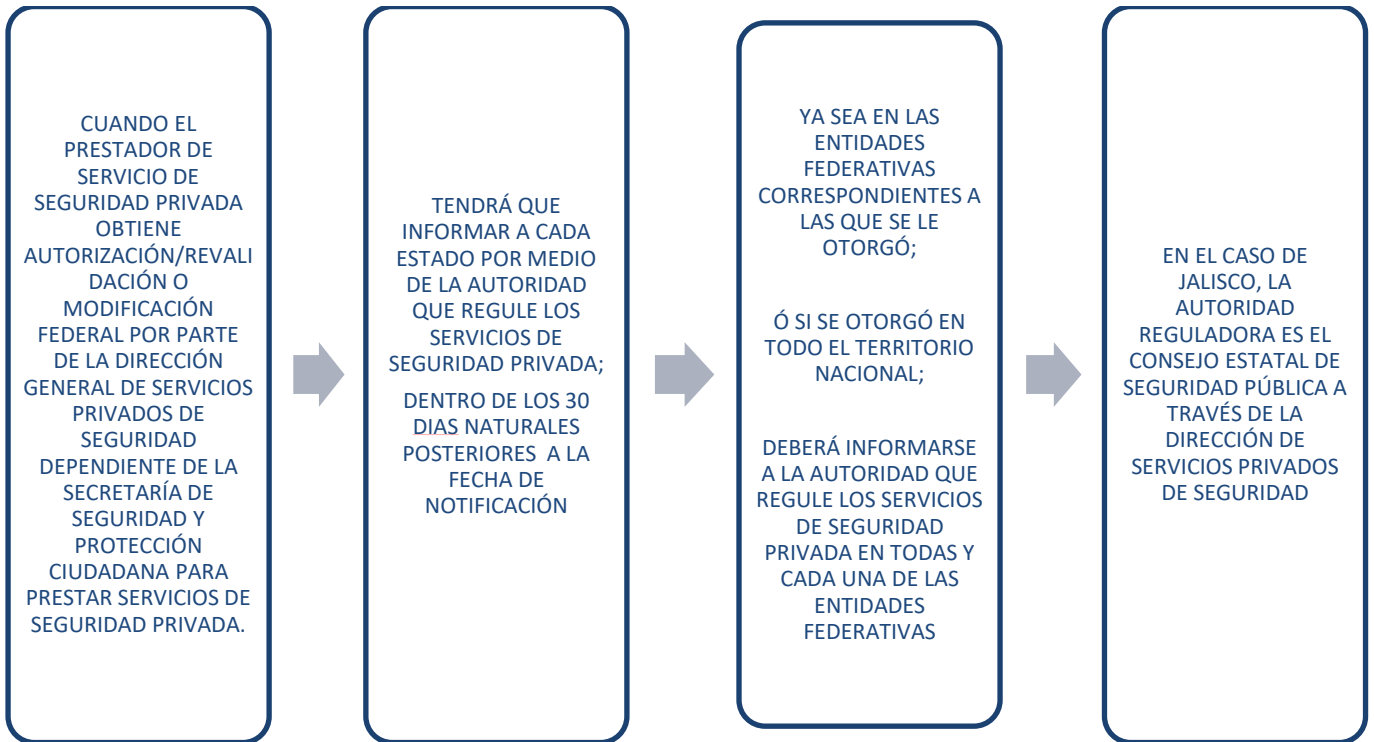 CUANDO EL
PRESTADOR DE
SERVICIO DE
SEGURIDAD PRIVADA
OBTIENE
AUTORIZACIÓN/REVALI
DACIÓN O
MODIFICACIÓN
FEDERAL POR PARTE
DE LA DIRECCIÓN
GENERAL DE SERVICIOS
PRIVADOS DE
SEGURIDAD
DEPENDIENTE DE LA
SECRETARÍA DE
SEGURIDAD Y
PROTECCIÓN
CIUDADANA PARA
PRESTAR SERVICIOS DE
SEGURIDAD PRIVADA.
TENDRÁ QUE
INFORMAR A CADA
ESTADO POR MEDIO
DE LA AUTORIDAD
QUE REGULE LOS
SERVICIOS DE
SEGURIDAD PRIVADA;
DENTRO DE LOS 30
DIAS NATURALES
POSTERIORES A LA
FECHA DE
NOTIFICACIÓN
YA SEA EN LAS
ENTIDADES
FEDERATIVAS
CORRESPONDIENTES A
LAS QUE SE LE
OTORGÓ;
Ó SI SE OTORGÓ EN
TODO EL TERRITORIO
NACIONAL;
DEBERÁ INFORMARSE
A LA AUTORIDAD QUE
REGULE LOS SERVICIOS
DE SEGURIDAD
PRIVADA EN TODAS Y
CADA UNA DE LAS
ENTIDADES
FEDERATIVAS
EN EL CASO DE
JALISCO, LA
AUTORIDAD
REGULADORA ES EL
CONSEJO ESTATAL DE
SEGURIDAD PÚBLICA A
TRAVÉS DE LA
DIRECCIÓN DE
SERVICIOS PRIVADOS
DE SEGURIDAD